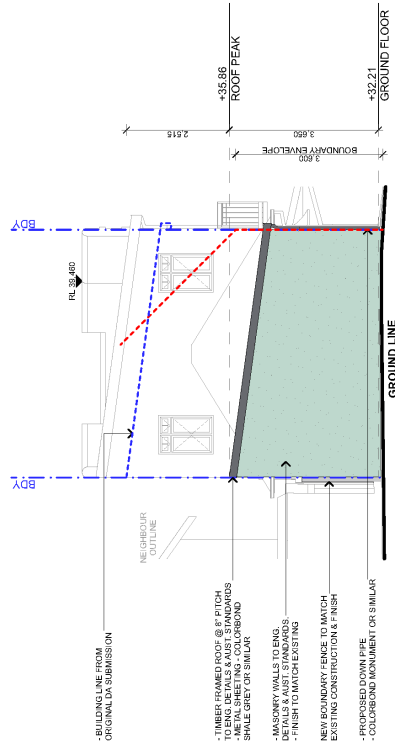 +35.86
ROOF PEAK
+32.21
GROUND FLOOR
2,515
3,650
3,600
BOUNDARY ENVELOPE
BDY
BDY
RL 39.460
GROUND LINE
NEIGHBOUR
OUTLINE
- BUILDING LINE FROM
ORIGINAL DA SUBMISSION
- TIMBER FRAMED ROOF @ 6° PITCH
TO ENG. DETAILS & AUST. STANDARDS
- METAL SHEETING - COLORBOND
SHALE GREY OR SIMILAR
- MASONRY WALLS TO ENG.
DETAILS & AUST. STANDARDS.
- FINISH TO MATCH EXISTING
NEW BOUNDARY FENCE TO MATCH
EXISTING CONSTRUCTION & FINISH
- PROPOSED DOWN PIPE
- COLORBOND MONUMENT OR SIMILAR